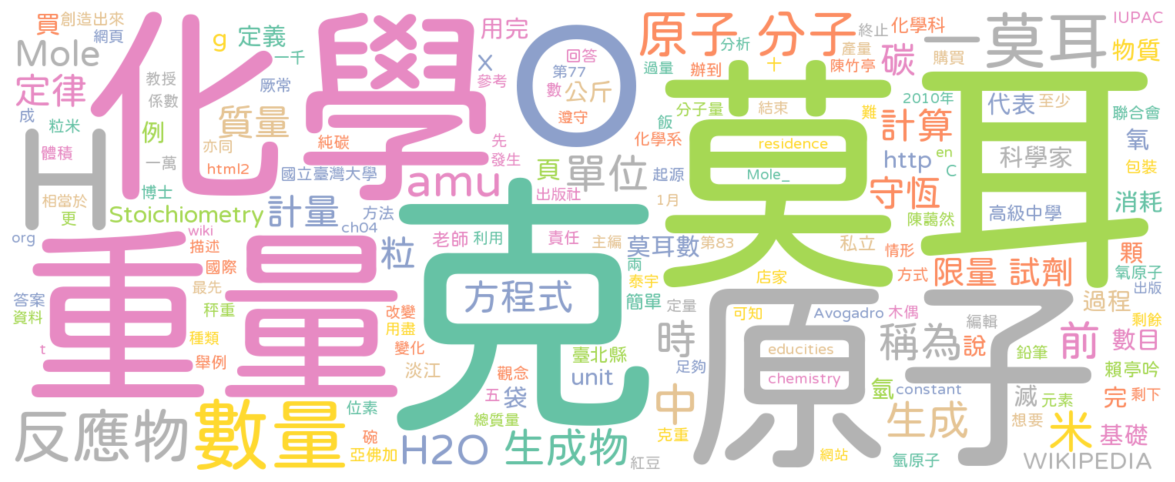 買 創造出來 網頁
Mole
g 定義
一千
教授
係數
厥常
定律
成 粒米
例
質量
亦同
體積
一萬
純碳
html2
H
化學
O
X
用完
參考
回答
第77
數 公斤
遵守
先
發生
原子 分子
分析
過量 辦到
十
終止
陳竹亭
產量
化學科
碳
購買
一莫耳
IUPAC
物質
分子量
飯
結束
難
2010年
代表 至少
聯合會
化學系
residence
計算
氧
en
C
包裝
科學家
http
Mole_
起源
守恆
消耗
1月
陳藹然
高級中學
相當於
更
博士
國立臺灣大學
amu
頁 單位
出版社
Stoichiometry
計量
方法
ch04
org
wiki
描述
國際
老師 利用
責任
主編
莫耳數
第83
私立
情形
顆
粒
兩
泰宇
店家
方式
限量 試劑
氧原子
出版
莫耳
重量
克
方程式
答案
資料
最先
秤重
種類
t
舉例
改變
用盡
變化
簡單
定量
可知
Avogadro
木偶
編輯
過程
剩餘
時
稱為
說
前
數目
鉛筆
臺北縣
足夠
educities
賴亭吟
淡江
觀念
unit
chemistry
氫
constant
滅
元素
完
剩下
五
袋
位素
總質量
中
生成
想要
米
基礎
反應物
數量
碗
亞佛加
H2O
生成物
克重
紅豆
原子
網站
氫原子
WIKIPEDIA